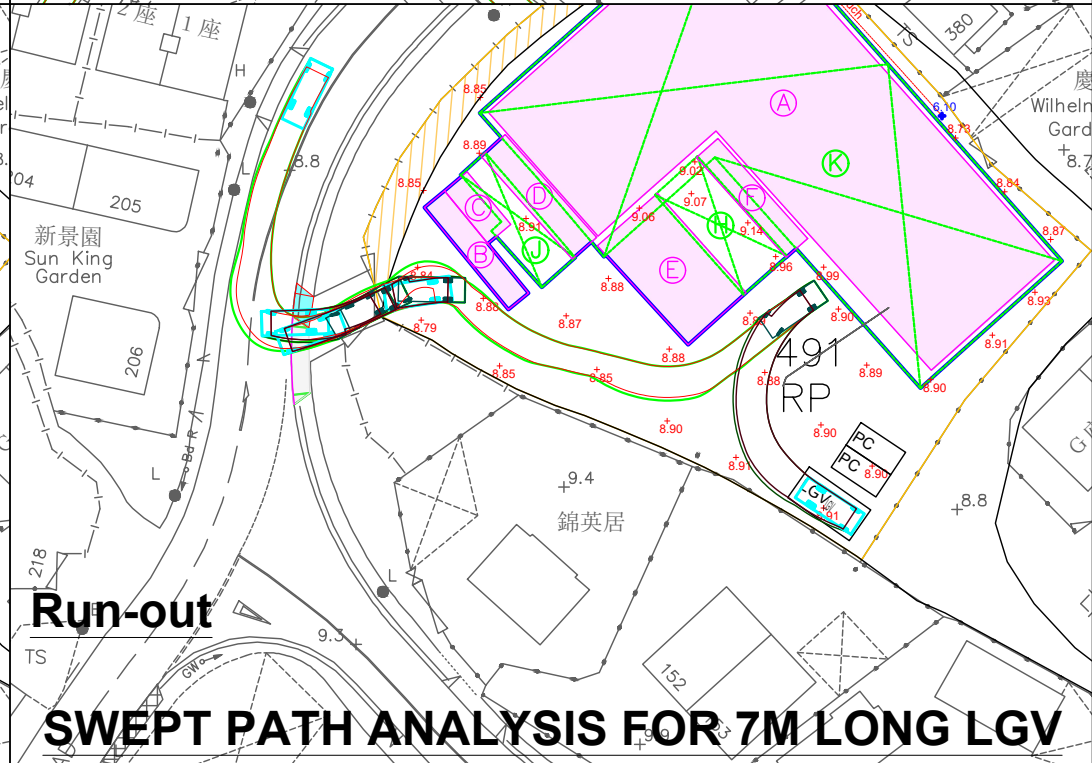 2座
1座
380
H
6.10
8.85
8.73
Wilhelm
Gard
A
8.8
8.89
K
8.7
L
9.02
8.84
8.85
205
C
D
F
9.07
9.06
8.91
H
9.14
8.87
新景園
Sun King
Garden
J
B
E
8.96
8.99
8.84
8.88
8.88
8.93
8.90
8.87
8.79
8.91
491
206
8.88
8.85
8.85
8.88
8.89
8.90
RP
8.90
8.90
PC
PC
8.90
8.91
Bd R
L
9.4
LGV
8.8
錦英居
218
L
Run-out
9.3
TS
GW
152
SWEPT PATH ANALYSIS FOR 7M LONG LGV